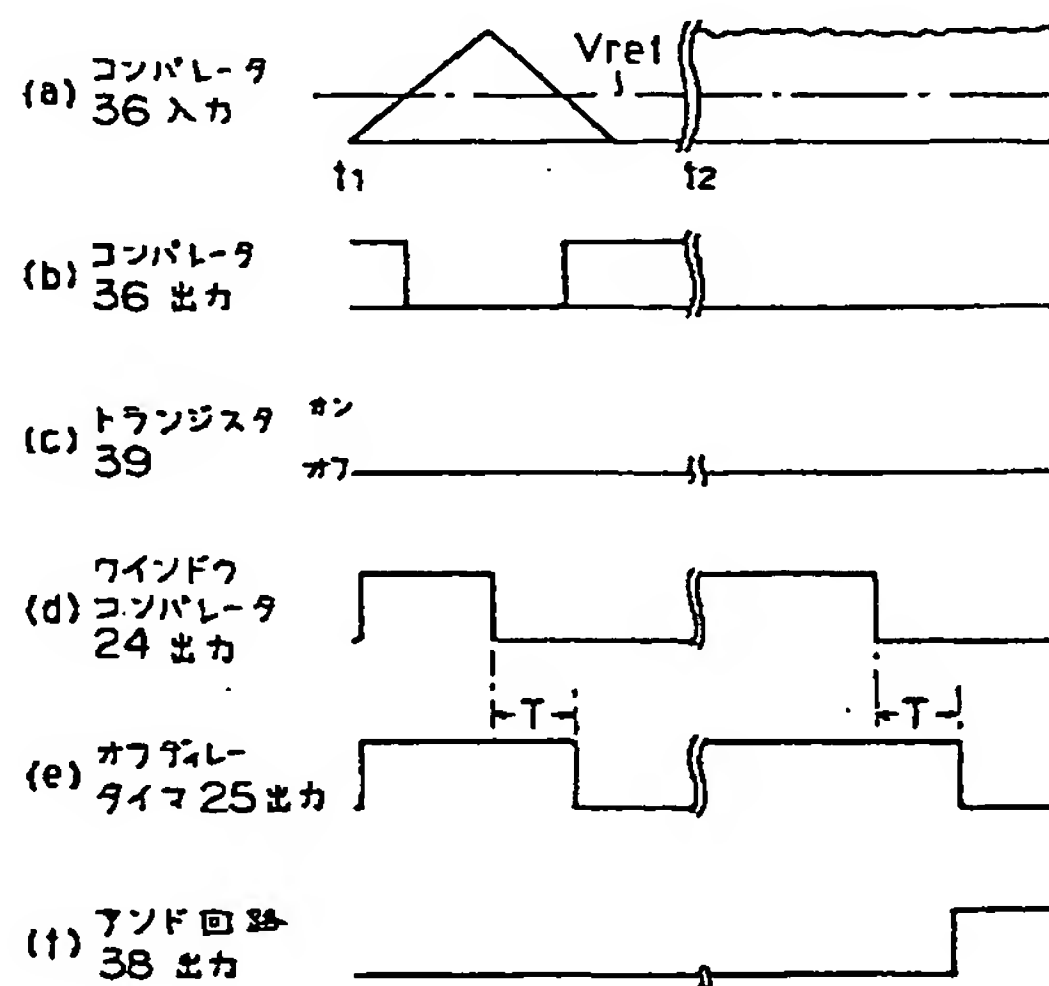 (a) コンパレータ
36 入力
Vref
t1
t2
(b) コンパレータ
36 出力
(c) トランジスタ
39
オン
オフ
(d) ワインドウ
コンパレータ
24 出力
T
T
(e) オフディレー
タイマ 25 出力
(f) アンド回路
38 出力